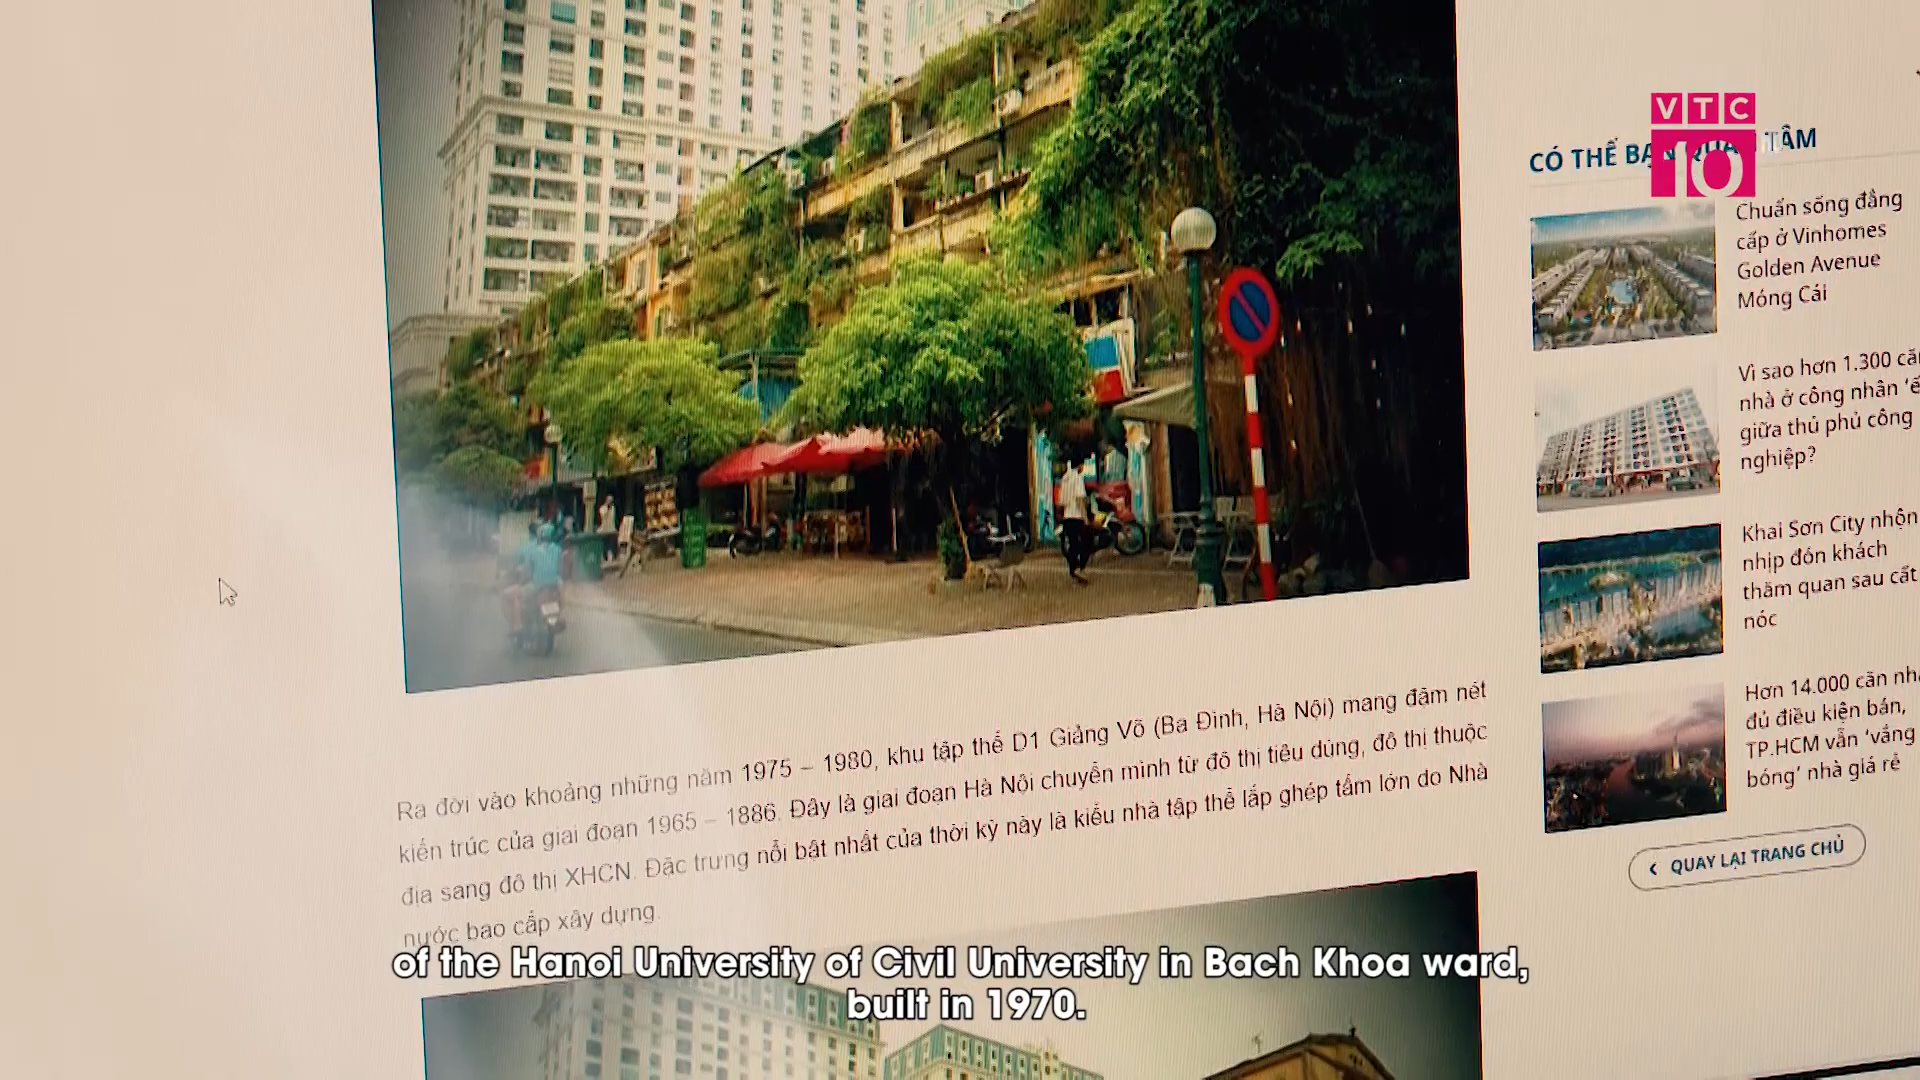 VTC
10
CÓ THỂ BẠN QUAN TÂM
Chuẩn sống đẳng
cấp ở Vinhomes
Golden Avenue
Móng Cái
Vì sao hơn 1.300 căn
nhà ở công nhân 'ế
giữa thủ phủ công
nghiệp?
Khai Sơn City nhộn
nhịp đón khách
thăm quan sau cất
nóc
Hơn 14.000 căn nhà
đủ điều kiện bán,
TP.HCM vẫn 'vắng
bóng' nhà giá rẻ
QUAY LẠI TRANG CHỦ
Ra đời vào khoảng những năm 1975 – 1980, khu tập thể D1 Giảng Võ (Ba Đình, Hà Nội) mang đậm nét
kiến trúc của giai đoạn 1965 – 1886. Đây là giai đoạn Hà Nội chuyển mình từ đô thị tiêu dùng, đô thị thuộc
địa sang đô thị XHCN. Đặc trưng nổi bật nhất của thời kỳ này là kiểu nhà tập thể lắp ghép tấm lớn do Nhà
nước bao cấp xây dựng.
of the Hanoi University of Civil University in Bach Khoa ward,
built in 1970.